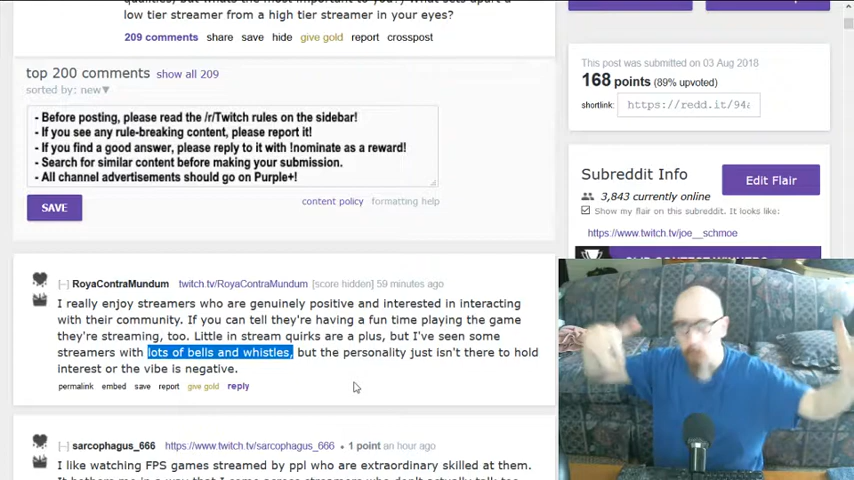 qualities, but whats the most important to you? What sets apart a
low tier streamer from a high tier streamer in your eyes?
209 comments share save hide give gold report crosspost
top 200 comments show all 209
sorted by: new▼
- Before posting, please read the /r/Twitch rules on the sidebar!
- If you see any rule-breaking content, please report it!
- If you find a good answer, please reply to it with !nominate as a reward!
- Search for similar content before making your submission.
- All channel advertisements should go on Purple+!
SAVE
content policy formatting help
[–] RoyaContraMundum twitch.tv/RoyaContraMundum [score hidden] 59 minutes ago
I really enjoy streamers who are genuinely positive and interested in interacting
with their community. If you can tell they're having a fun time playing the game
they're streaming, too. Little in stream quirks are a plus, but I've seen some
streamers with lots of bells and whistles, but the personality just isn't there to hold
interest or the vibe is negative.
permalink embed save report give gold reply
[–] sarcophagus_666 https://www.twitch.tv/sarcophagus_666 • 1 point an hour ago
I like watching FPS games streamed by ppl who are extraordinary skilled at them.
This post was submitted on 03 Aug 2018
168 points (89% upvoted)
shortlink: https://redd.it/94a
Subreddit Info
Edit Flair
3,843 currently online
Show my flair on this subreddit. It looks like:
https://www.twitch.tv/joe__schmoe